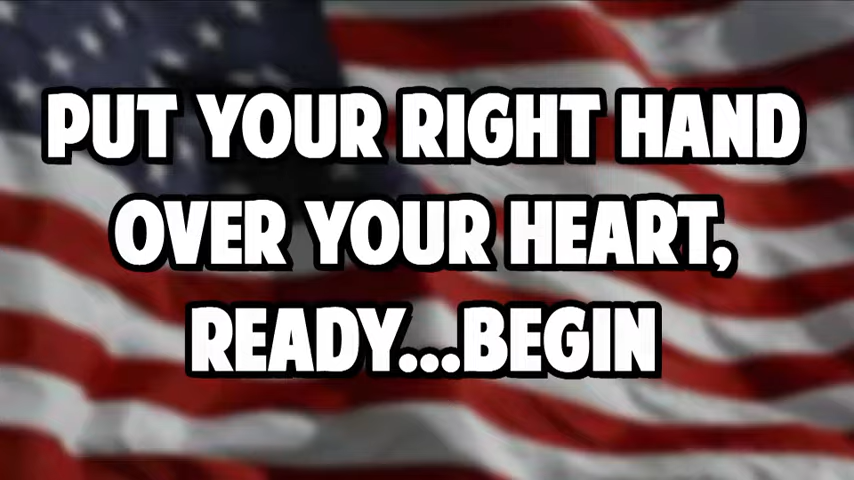 PUT YOUR RIGHT HAND
OVER YOUR HEART,
READY...BEGIN